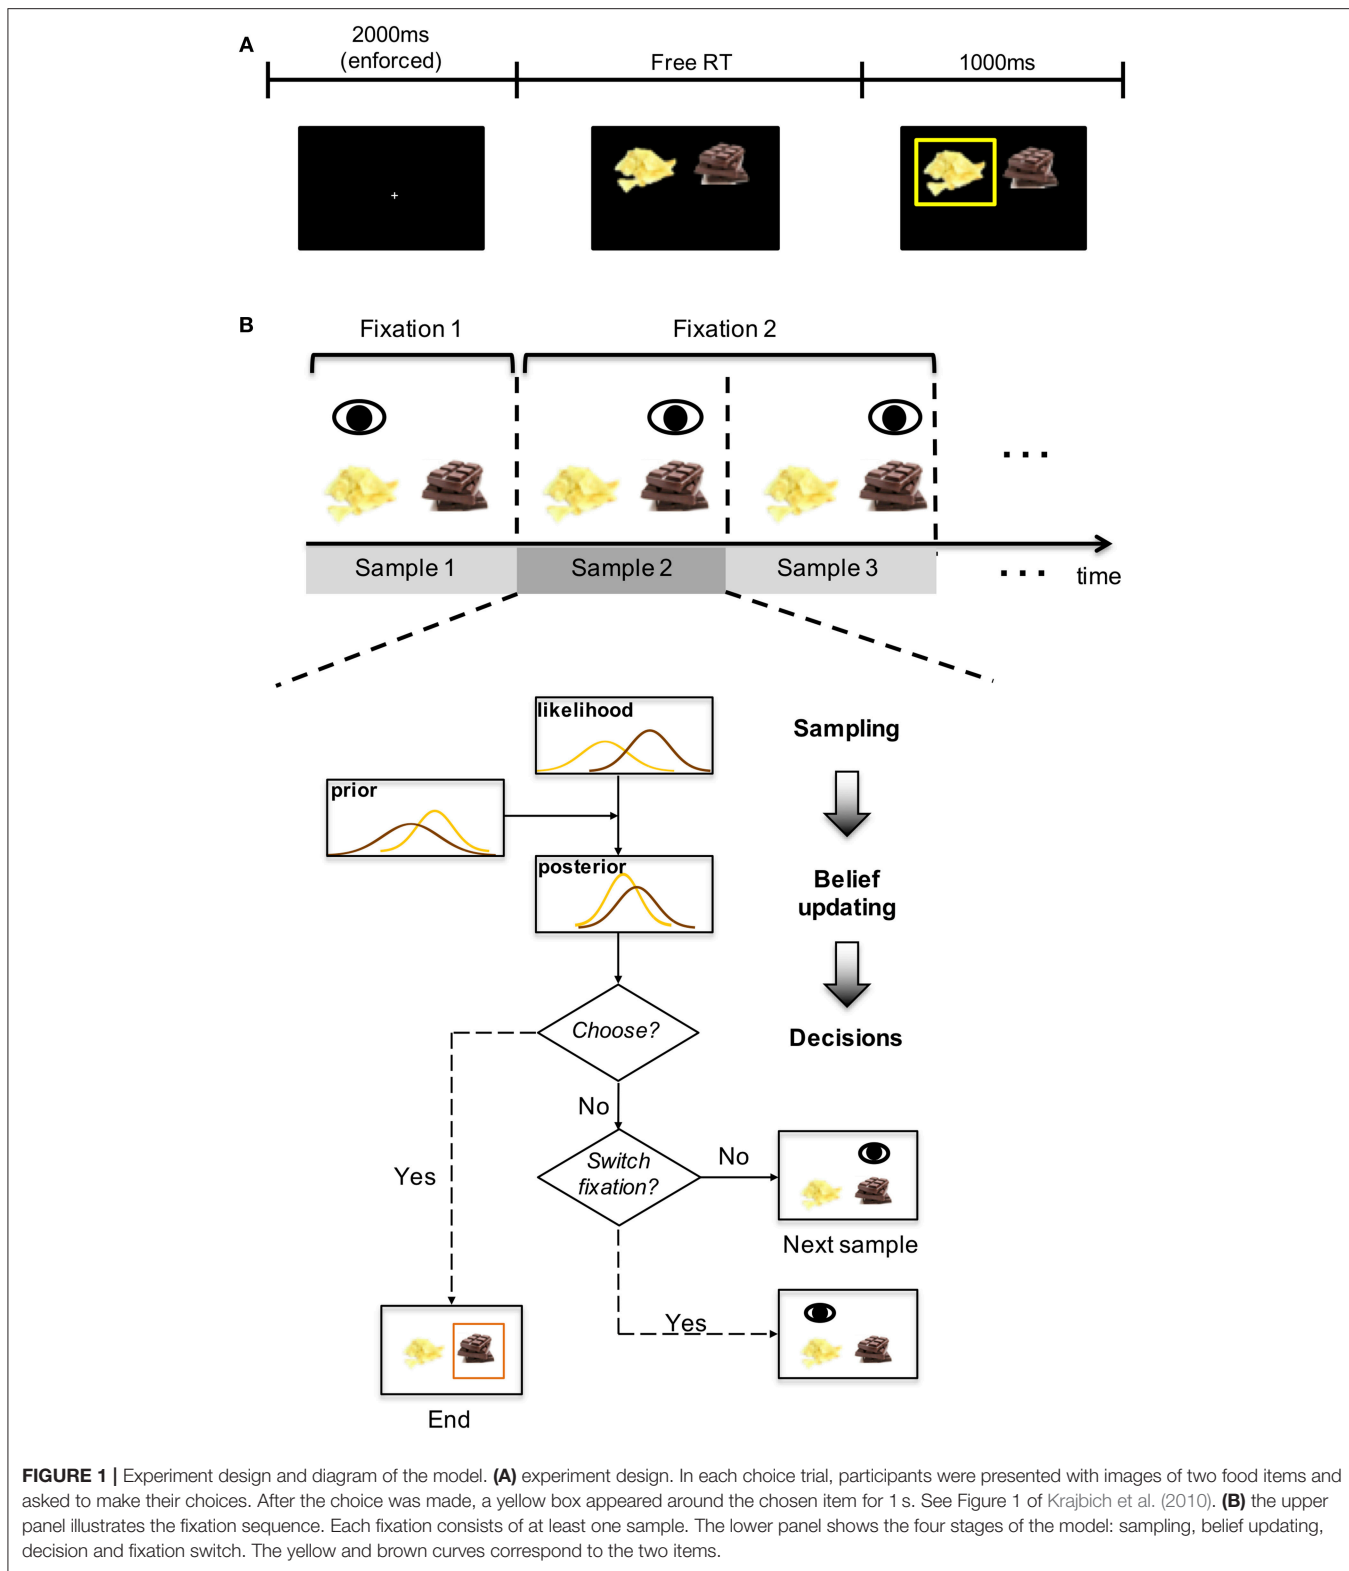 A
2000ms
(enforced)
Free RT
1000ms
+
B
Fixation 1
Fixation 2
...
Sample 1
Sample 2
Sample 3
...
time
likelihood
Sampling
prior
posterior
Belief
updating
Choose?
Decisions
No
Switch
fixation?
No
Yes
Next sample
Yes
End
FIGURE 1 | Experiment design and diagram of the model. (A) experiment design. In each choice trial, participants were presented with images of two food items and
asked to make their choices. After the choice was made, a yellow box appeared around the chosen item for 1 s. See Figure 1 of Krajbich et al. (2010). (B) the upper
panel illustrates the fixation sequence. Each fixation consists of at least one sample. The lower panel shows the four stages of the model: sampling, belief updating,
decision and fixation switch. The yellow and brown curves correspond to the two items.